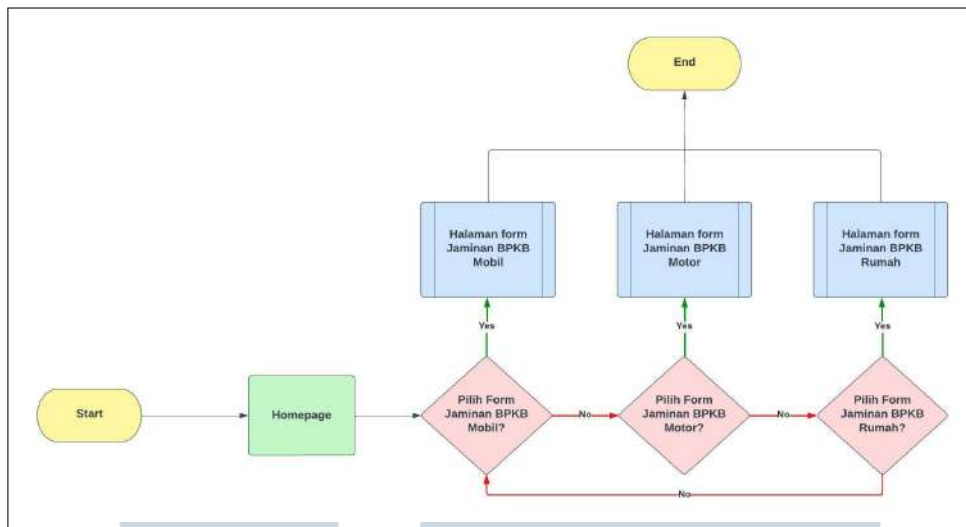 End
Halaman form
Jaminan BPKB
Mobil
Halaman form
Jaminan BPKB
Motor
Halaman form
Jaminan BPKB
Rumah
Yes
Yes
Yes
Start
Homepage
Pilih Form
Jaminan BPKB
Mobil?
No
Pilih Form
Jaminan BPKB
Motor?
No
Pilih Form
Jaminan BPKB
Rumah?
No